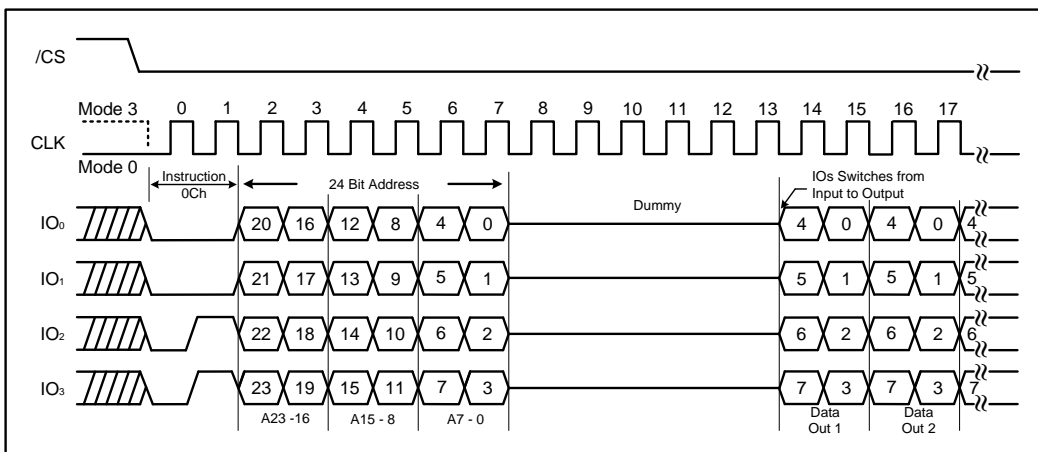 /CS
Mode 3 0 1 2 3 4 5 6 7 8 9 10 11 12 13 14 15 16 17
CLK
Mode 0
Instruction
0Ch
24 Bit Address
IOs Switches from
Input to Output
Dummy
IO0 20 16 12 8 4 0 4 0 4 0 4
IO1 21 17 13 9 5 1 5 1 5 1 5
IO2 22 18 14 10 6 2 6 2 6 2 6
IO3 23 19 15 11 7 3 7 3 7 3 7
A23 -16 A15 - 8 A7 - 0
Data
Out 1
Data
Out 2